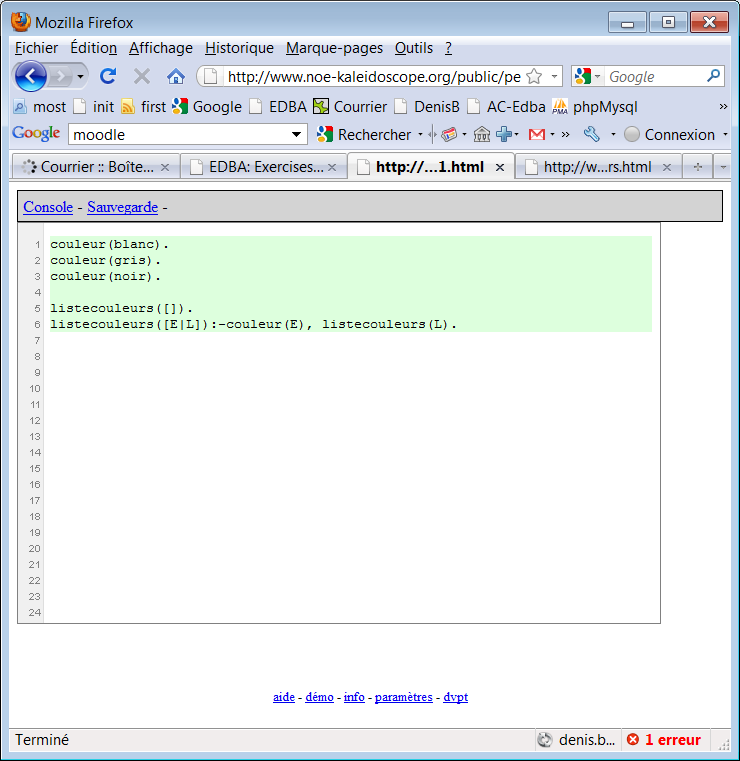 Mozilla Firefox
Fichier Édition Affichage Historique Marque-pages Outils ?
http://www.noe-kaleidoscope.org/public/pe Google
most init first Google EDBA Courrier DenisB AC-Edba PMA phpMysql »
Google moodle Rechercher » Connexion
Courrier :: Boîte... EDBA: Exercises... http://...1.html http://w...rs.html
Console - Sauvegarde -
1 couleur(blanc).
2 couleur(gris).
3 couleur(noir).
4
5 listecouleurs([]).
6 listecouleurs([E|L]):-couleur(E), listecouleurs(L).
7
8
9
10
11
12
13
14
15
16
17
18
19
20
21
22
23
24
aide - démo - info - paramètres - dvpt
Terminé denis.b... 1 erreur